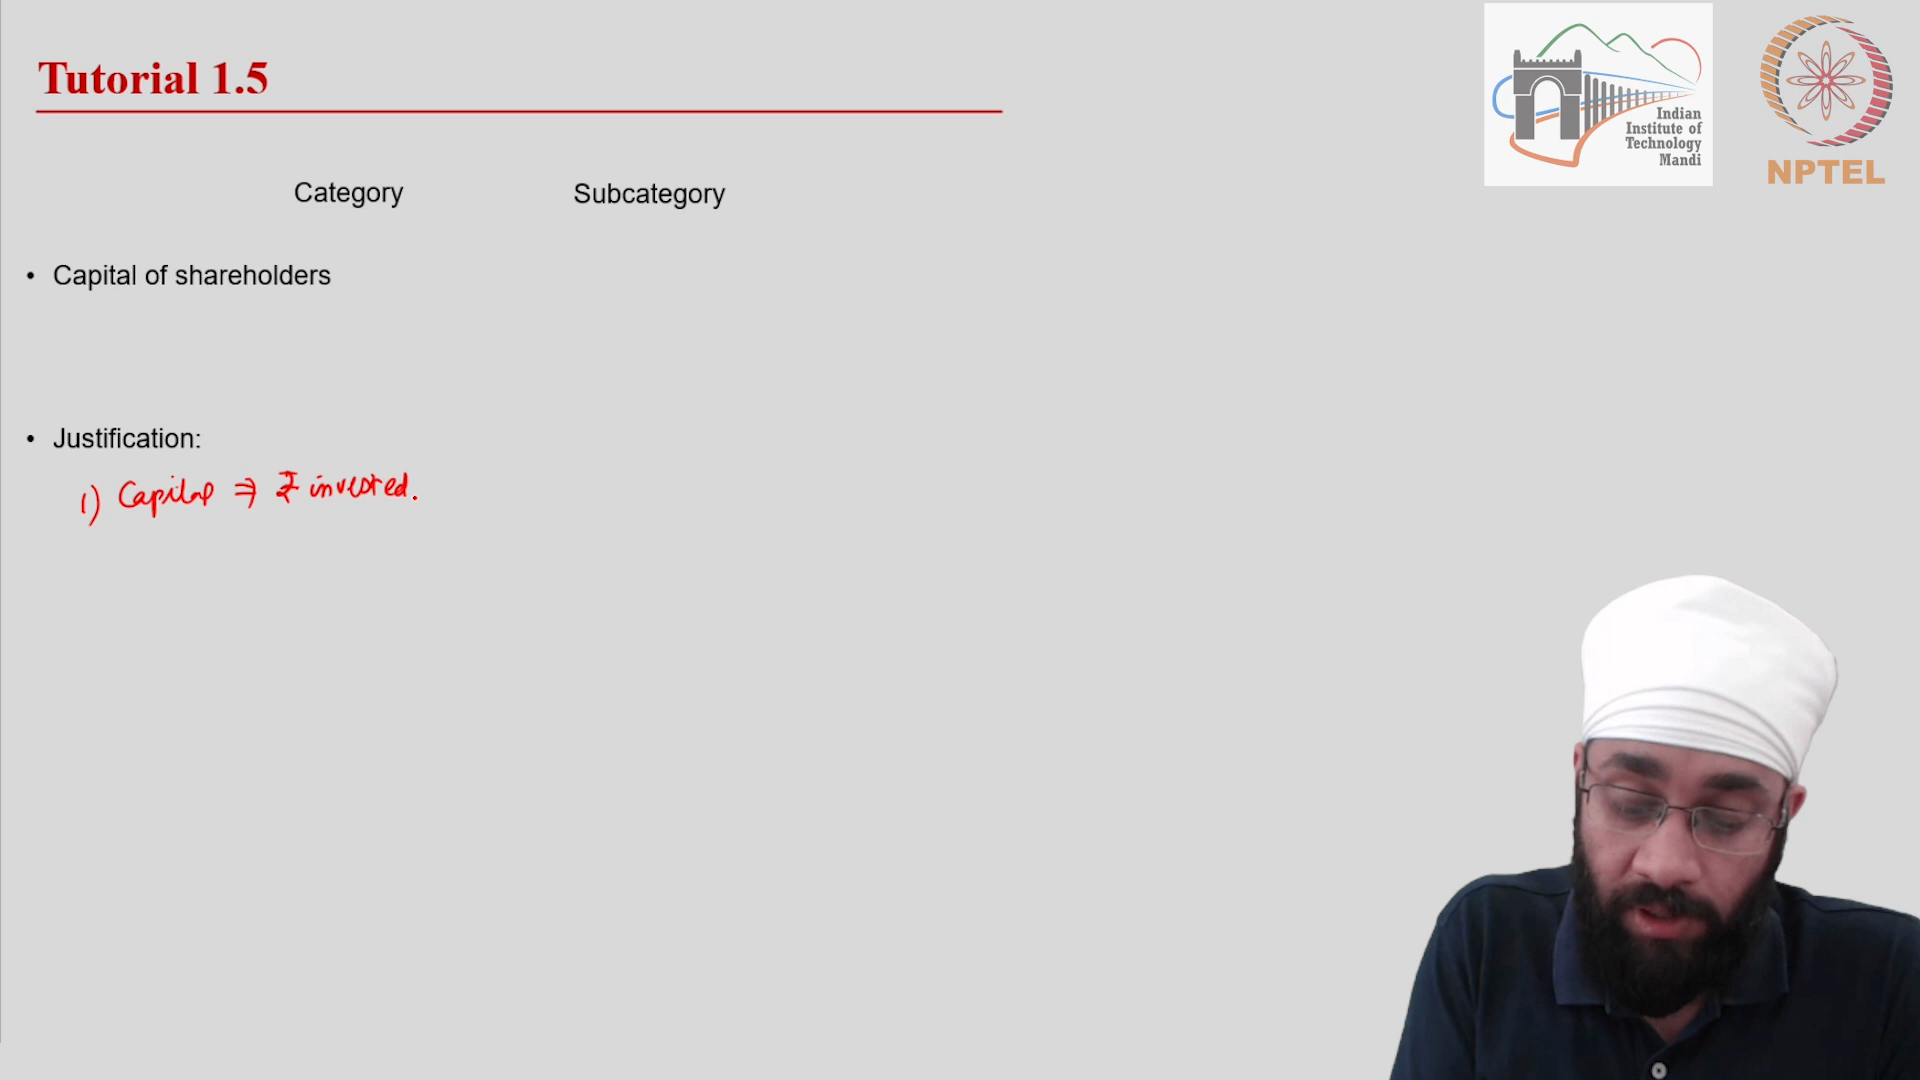 Tutorial 1.5
Indian
Institute of
Technology
Mandi
NPTEL
Category Subcategory
• Capital of shareholders
• Justification:
1) Capital ⇒ ₹ invested.